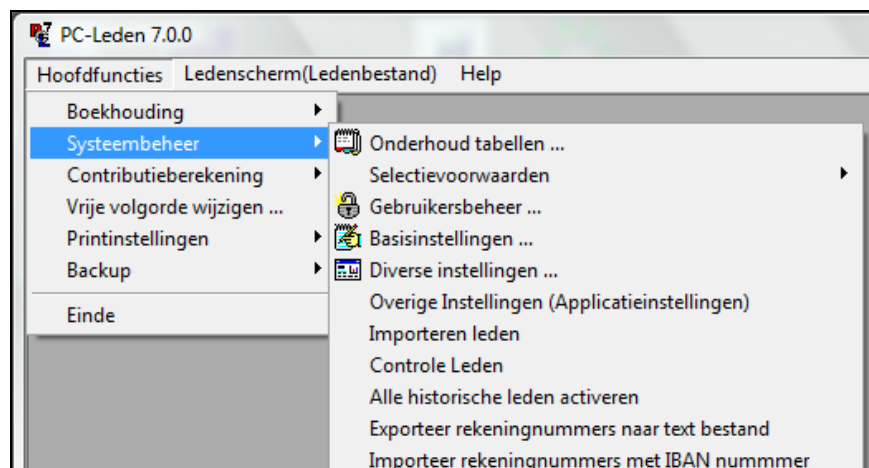 PC-Leden 7.0.0
Hoofdfuncties Ledenscherm(Ledenbestand) Help
Boekhouding
Systeembeheer
Contributieberekening
Vrije volgorde wijzigen ...
Printinstellingen
Backup
Einde
Onderhoud tabellen ...
Selectievoorwaarden
Gebruikersbeheer ...
Basisinstellingen ...
Diverse instellingen ...
Overige Instellingen (Applicatieinstellingen)
Importeren leden
Controle Leden
Alle historische leden activeren
Exporteer rekeningnummers naar text bestand
Importeer rekeningnummers met IBAN nummmer